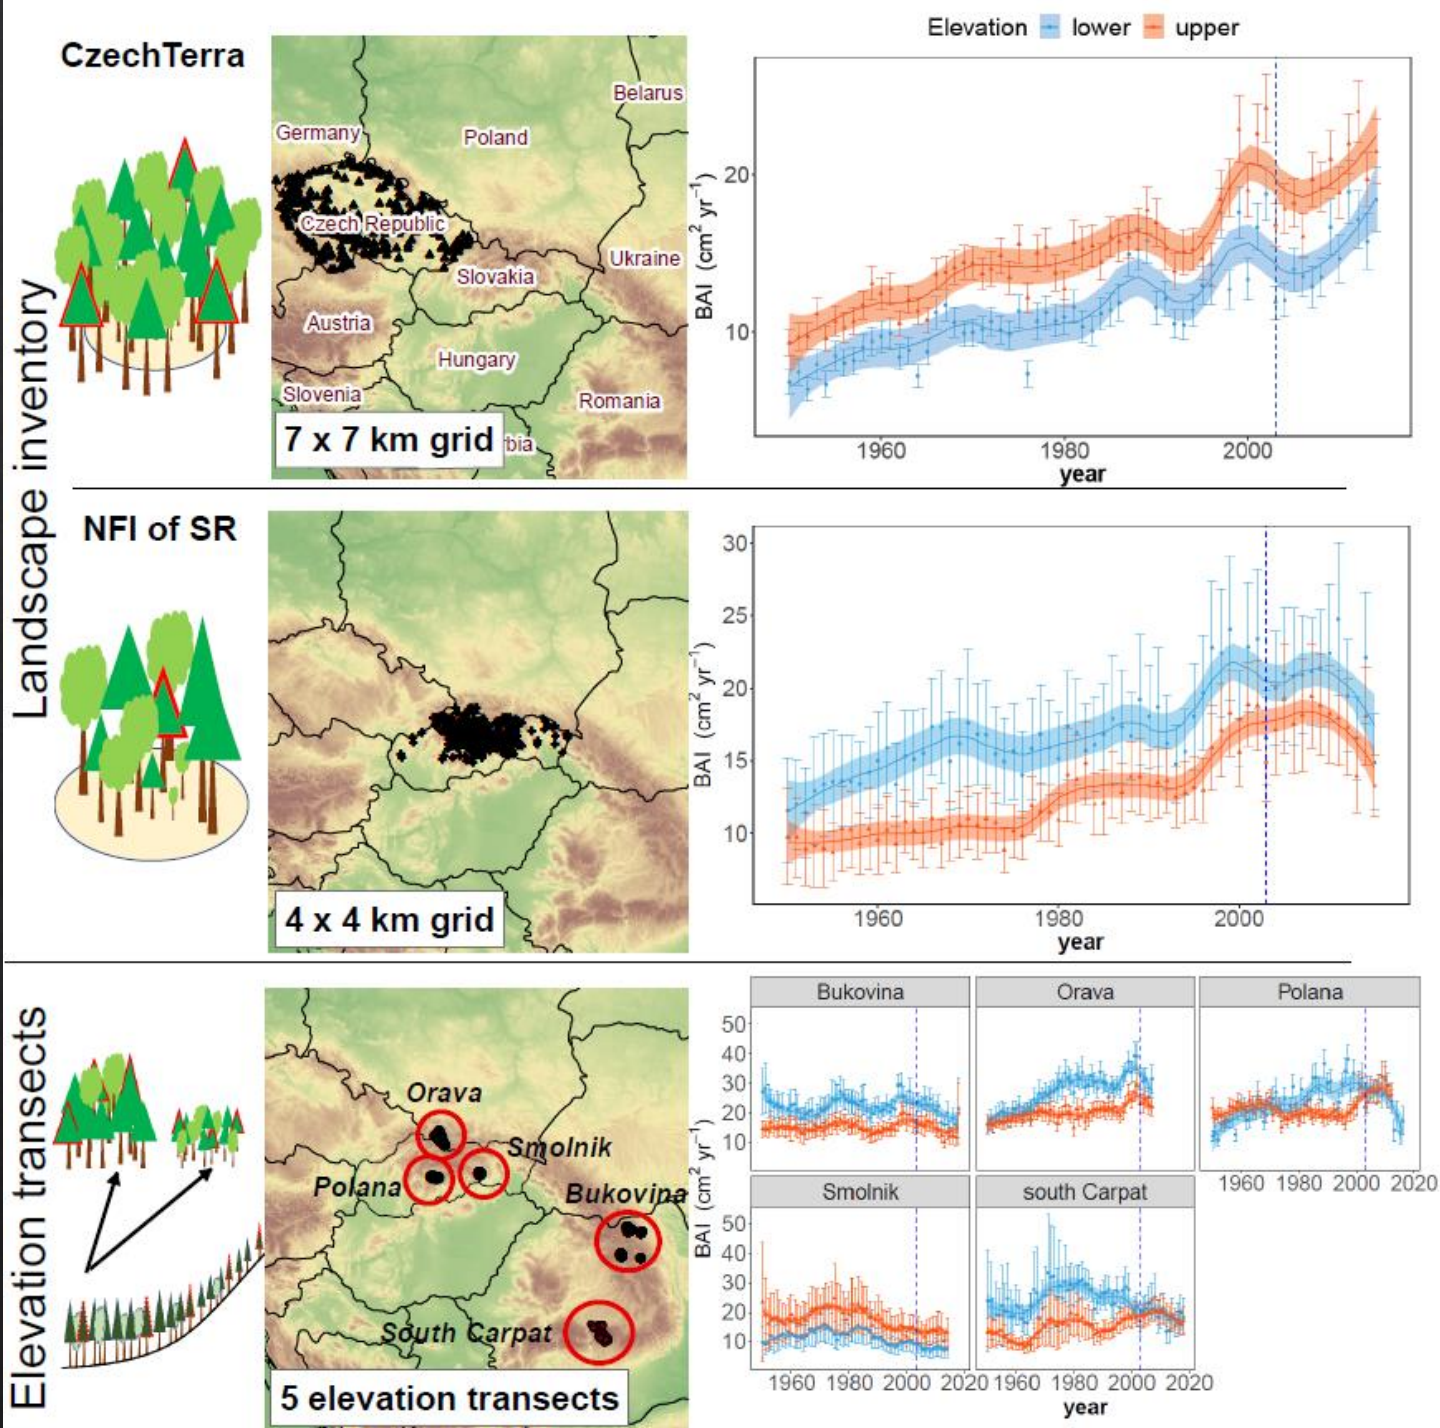 Landscape inventory
CzechTerra
Belarus
Germany
Poland
Czech Republic
Ukraine
Slovakia
Austria
Hungary
Slovenia
Romania
rbia
7 x 7 km grid
Elevation lower upper
BAI (cm² yr⁻¹)
20
10
1960 1980 2000
year
NFI of SR
4 x 4 km grid
BAI (cm² yr⁻¹)
30
25
20
15
10
1960 1980 2000
year
Elevation transects
Orava
Smolnik
Polana
Bukovina
South Carpat
5 elevation transects
BAI (cm² yr⁻¹)
Bukovina Orava Polana
50
40
30
20
10
1960 1980 2000 2020
Smolnik south Carpat
50
40
30
20
10
1960 1980 2000 2020 1960 1980 2000 2020
year